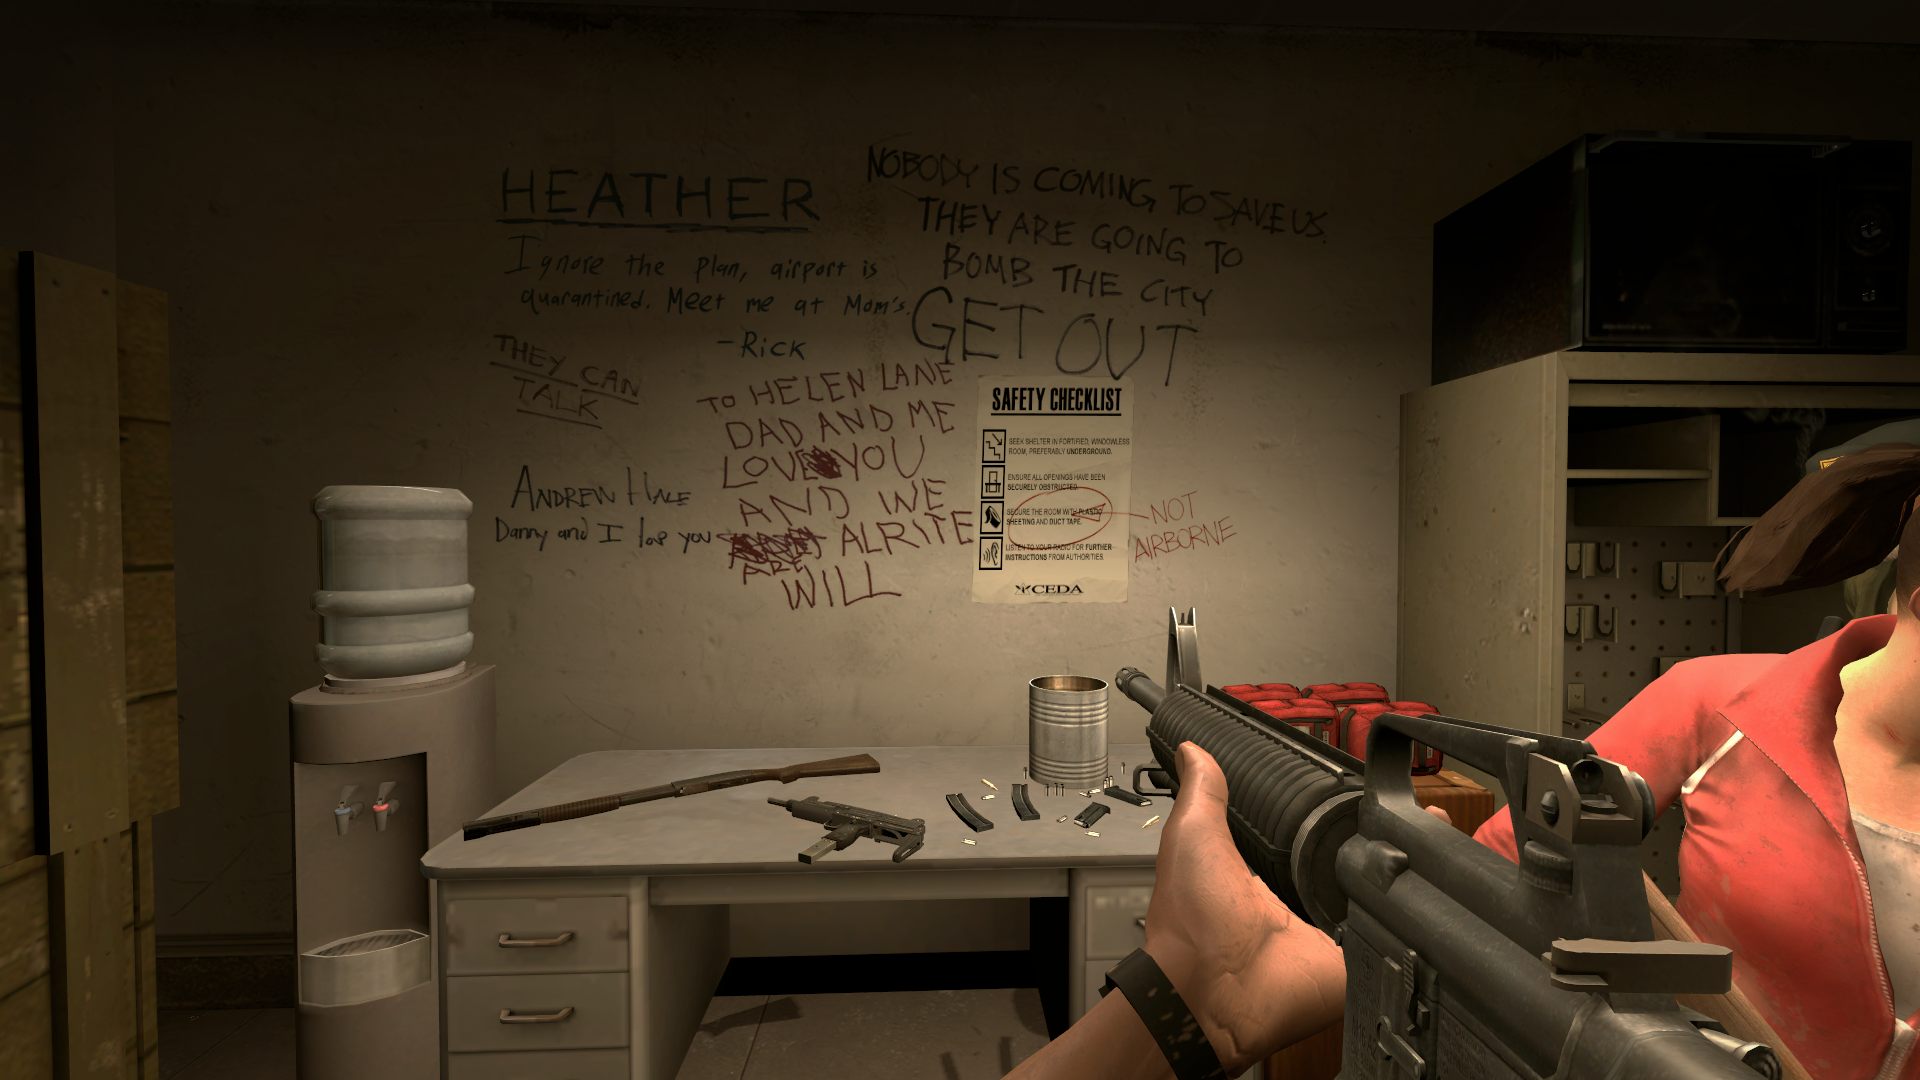 HEATHER
Ignore the plan, airport is
quarantined. Meet me at Mom's.
-Rick
NOBODY IS COMING TO SAVE US.
THEY ARE GOING TO
BOMB THE CITY
GET OUT
THEY CAN
TALK
TO HELEN LANE
DAD AND ME
LOVE YOU
AND WE
ARE ALRITE
WILL
ANDREW HALE
Danny and I love you
SAFETY CHECKLIST
SEEK SHELTER IN FORTIFIED, WINDOWLESS
ROOM, PREFERABLY UNDERGROUND.
ENSURE ALL OPENINGS HAVE BEEN
SECURELY OBSTRUCTED.
SECURE THE ROOM WITH PLASTIC
SHEETING AND DUCT TAPE.
LISTEN TO YOUR RADIO FOR FURTHER
INSTRUCTIONS FROM AUTHORITIES.
CEDA
NOT
AIRBORNE